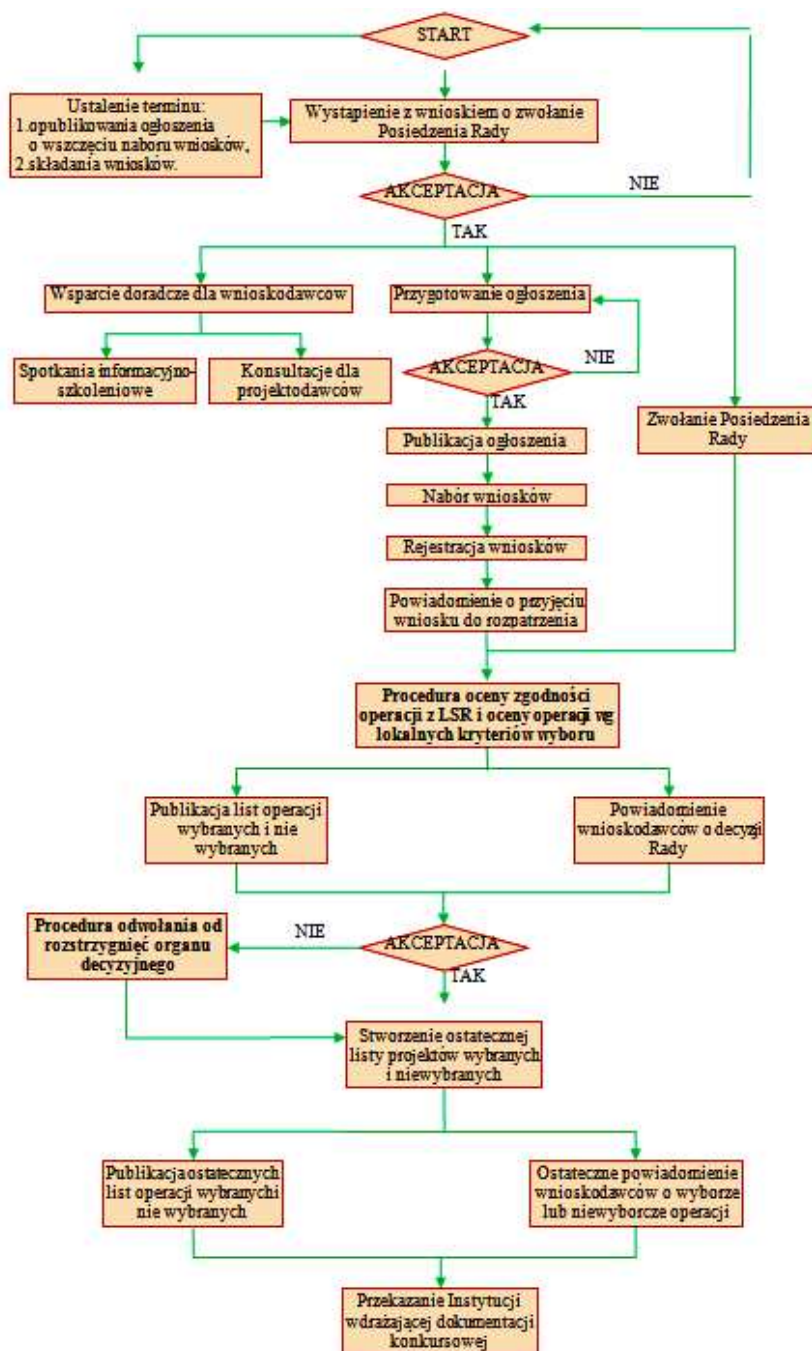 START
Ustalenie terminu:
1.opublikowania ogłoszenia
o wszczęciu naboru wniosków,
2.składania wniosków.
Wystąpienie z wnioskiem o zwołanie
Posiedzenia Rady
AKCEPTACJA
NIE
TAK
Wsparcie doradcze dla wnioskodawcow
Przygotowanie ogłoszenia
Spotkania informacyjno-
szkoleniowe
Konsultacje dla
projektodawców
AKCEPTACJA
NIE
TAK
Zwołanie Posiedzenia
Rady
Publikacja ogłoszenia
Nabór wniosków
Rejestracja wniosków
Powiadomienie o przyjęciu
wniosku do rozpatrzenia
Procedura oceny zgodności
operacji z LSR i oceny operacji wg
lokalnych kryteriów wyboru
Publikacja list operacji
wybranych i nie
wybranych
Powiadomienie
wnioskodawców o decyzji
Rady
Procedura odwołania od
rozstrzygnięć organu
decyzyjnego
NIE
AKCEPTACJA
TAK
Stworzenie ostatecznej
listy projektów wybranych
i niewybranych
Publikacja ostatecznych
list operacji wybranych i
nie wybranych
Ostateczne powiadomienie
wnioskodawców o wyborze
lub niewyborcze operacji
Przekazanie Instytucji
wdrażającej dokumentacji
konkursowej